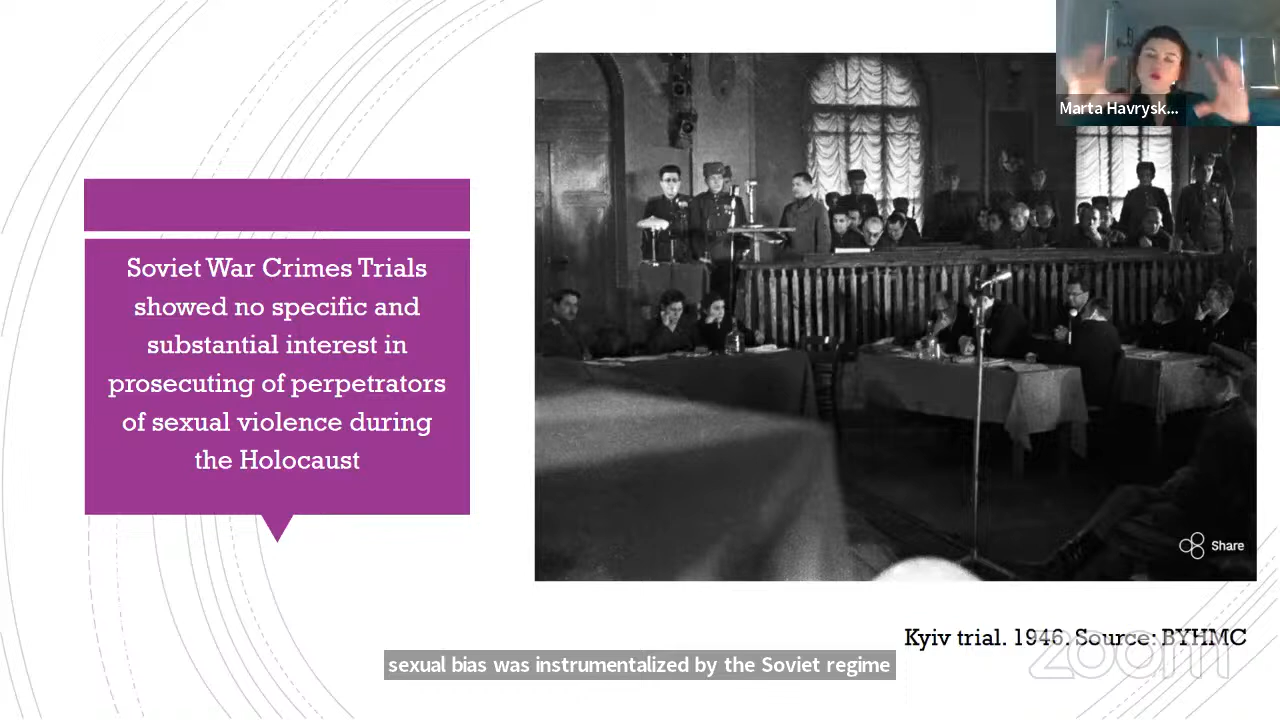 Marta Havrysk...
Soviet War Crimes Trials
showed no specific and
substantial interest in
prosecuting of perpetrators
of sexual violence during
the Holocaust
Share
Kyiv trial. 1946. Source: BYHMC
zoom
sexual bias was instrumentalized by the Soviet regime